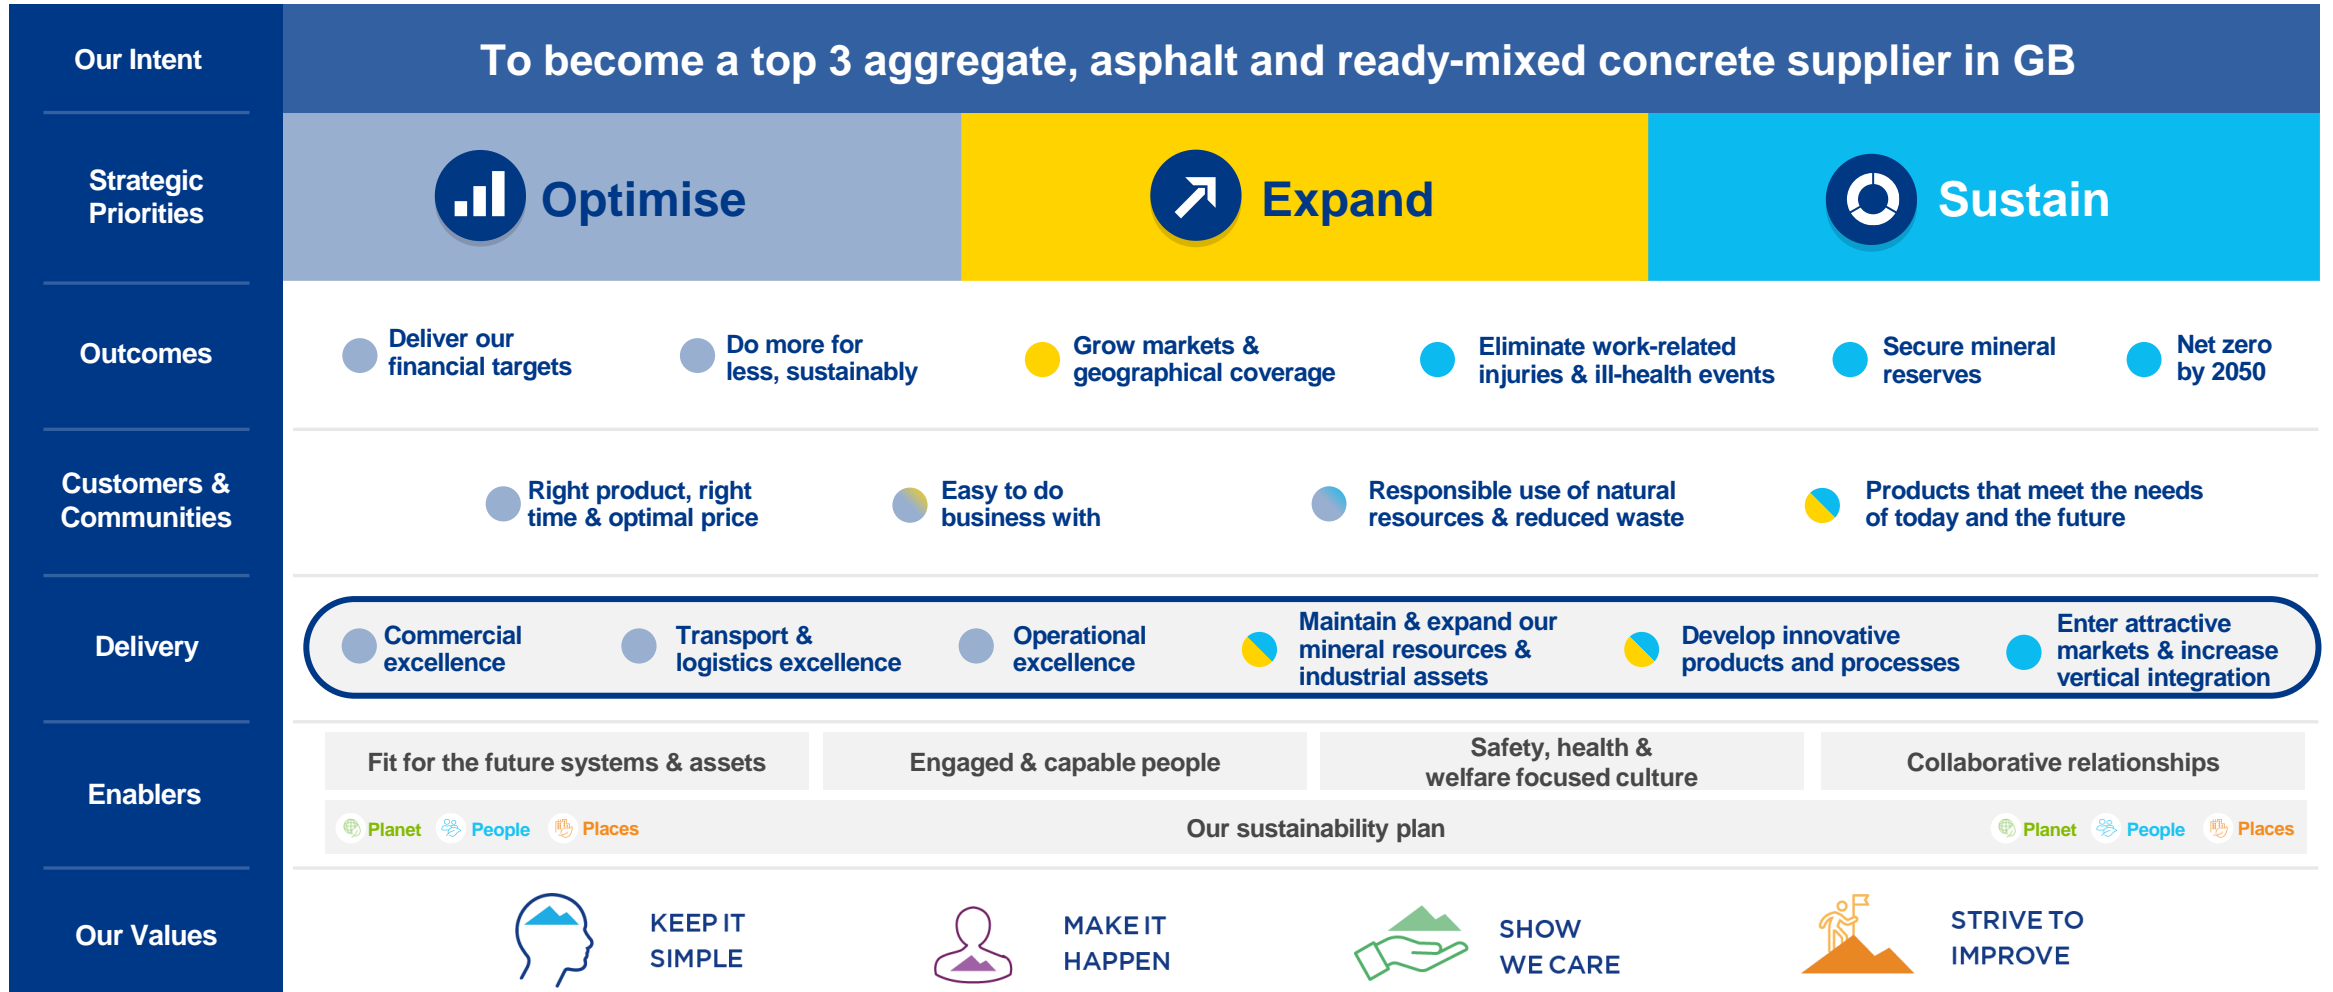 Our Intent
To become a top 3 aggregate, asphalt and ready-mixed concrete supplier in GB
Strategic
Priorities
Optimise
Expand
Sustain
Outcomes
Deliver our
financial targets
Do more for
less, sustainably
Grow markets &
geographical coverage
Eliminate work-related
injuries & ill-health events
Secure mineral
reserves
Net zero
by 2050
Customers &
Communities
Right product, right
time & optimal price
Easy to do
business with
Responsible use of natural
resources & reduced waste
Products that meet the needs
of today and the future
Delivery
Commercial
excellence
Transport &
logistics excellence
Operational
excellence
Maintain & expand our
mineral resources &
industrial assets
Develop innovative
products and processes
Enter attractive
markets & increase
vertical integration
Enablers
Fit for the future systems & assets
Engaged & capable people
Safety, health &
welfare focused culture
Collaborative relationships
Planet
People
Places
Our sustainability plan
Planet
People
Places
Our Values
KEEP IT
SIMPLE
MAKE IT
HAPPEN
SHOW
WE CARE
STRIVE TO
IMPROVE